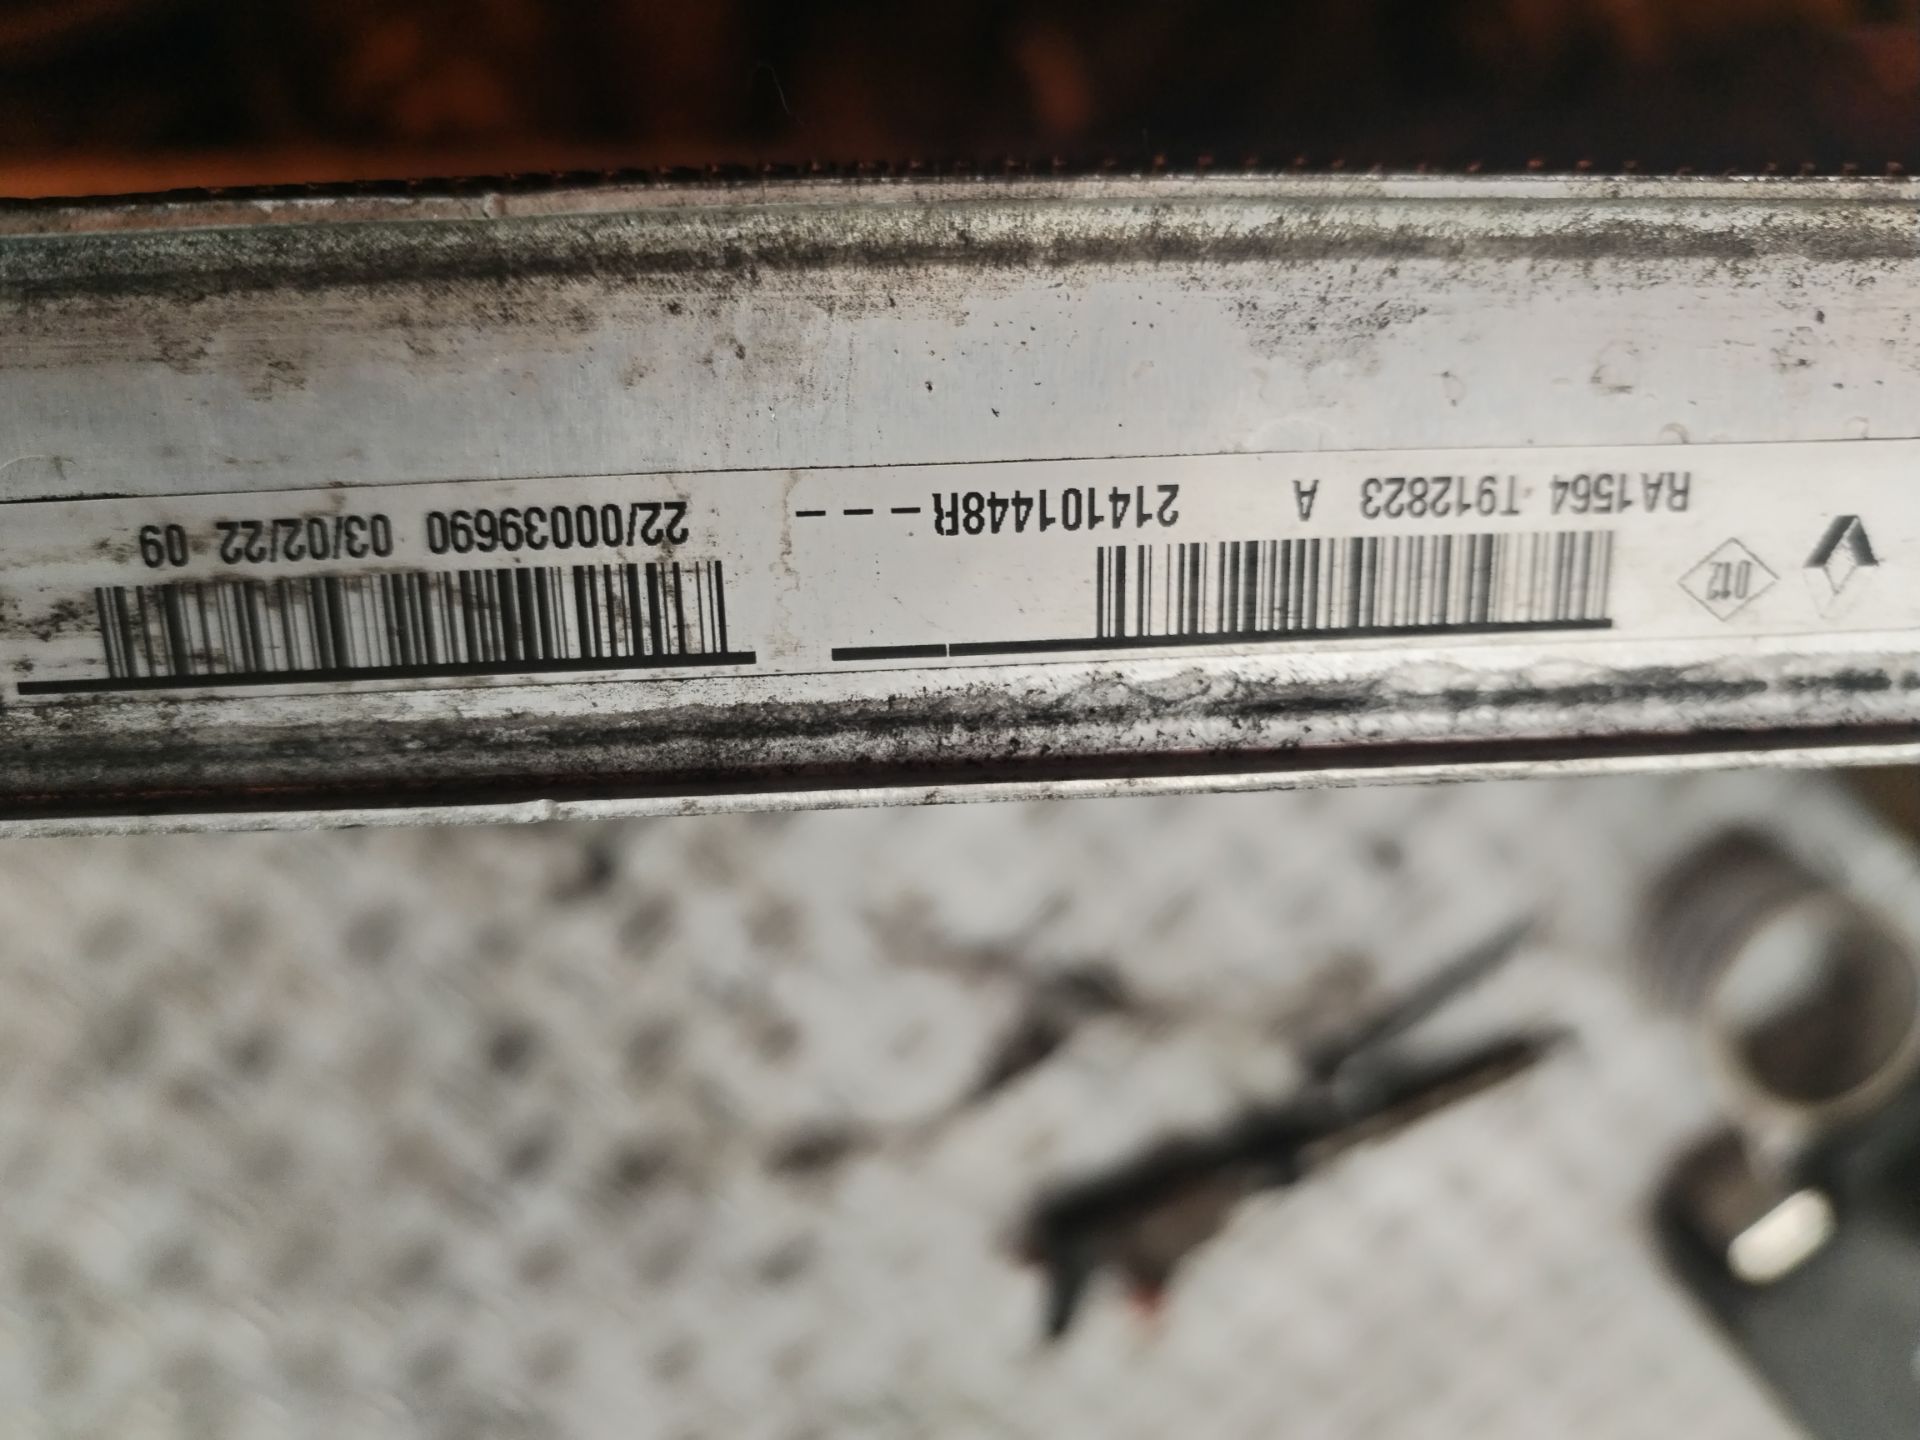 RA1564 T912823 A 214101448R---
22/00039690 03/02/22 09
D12